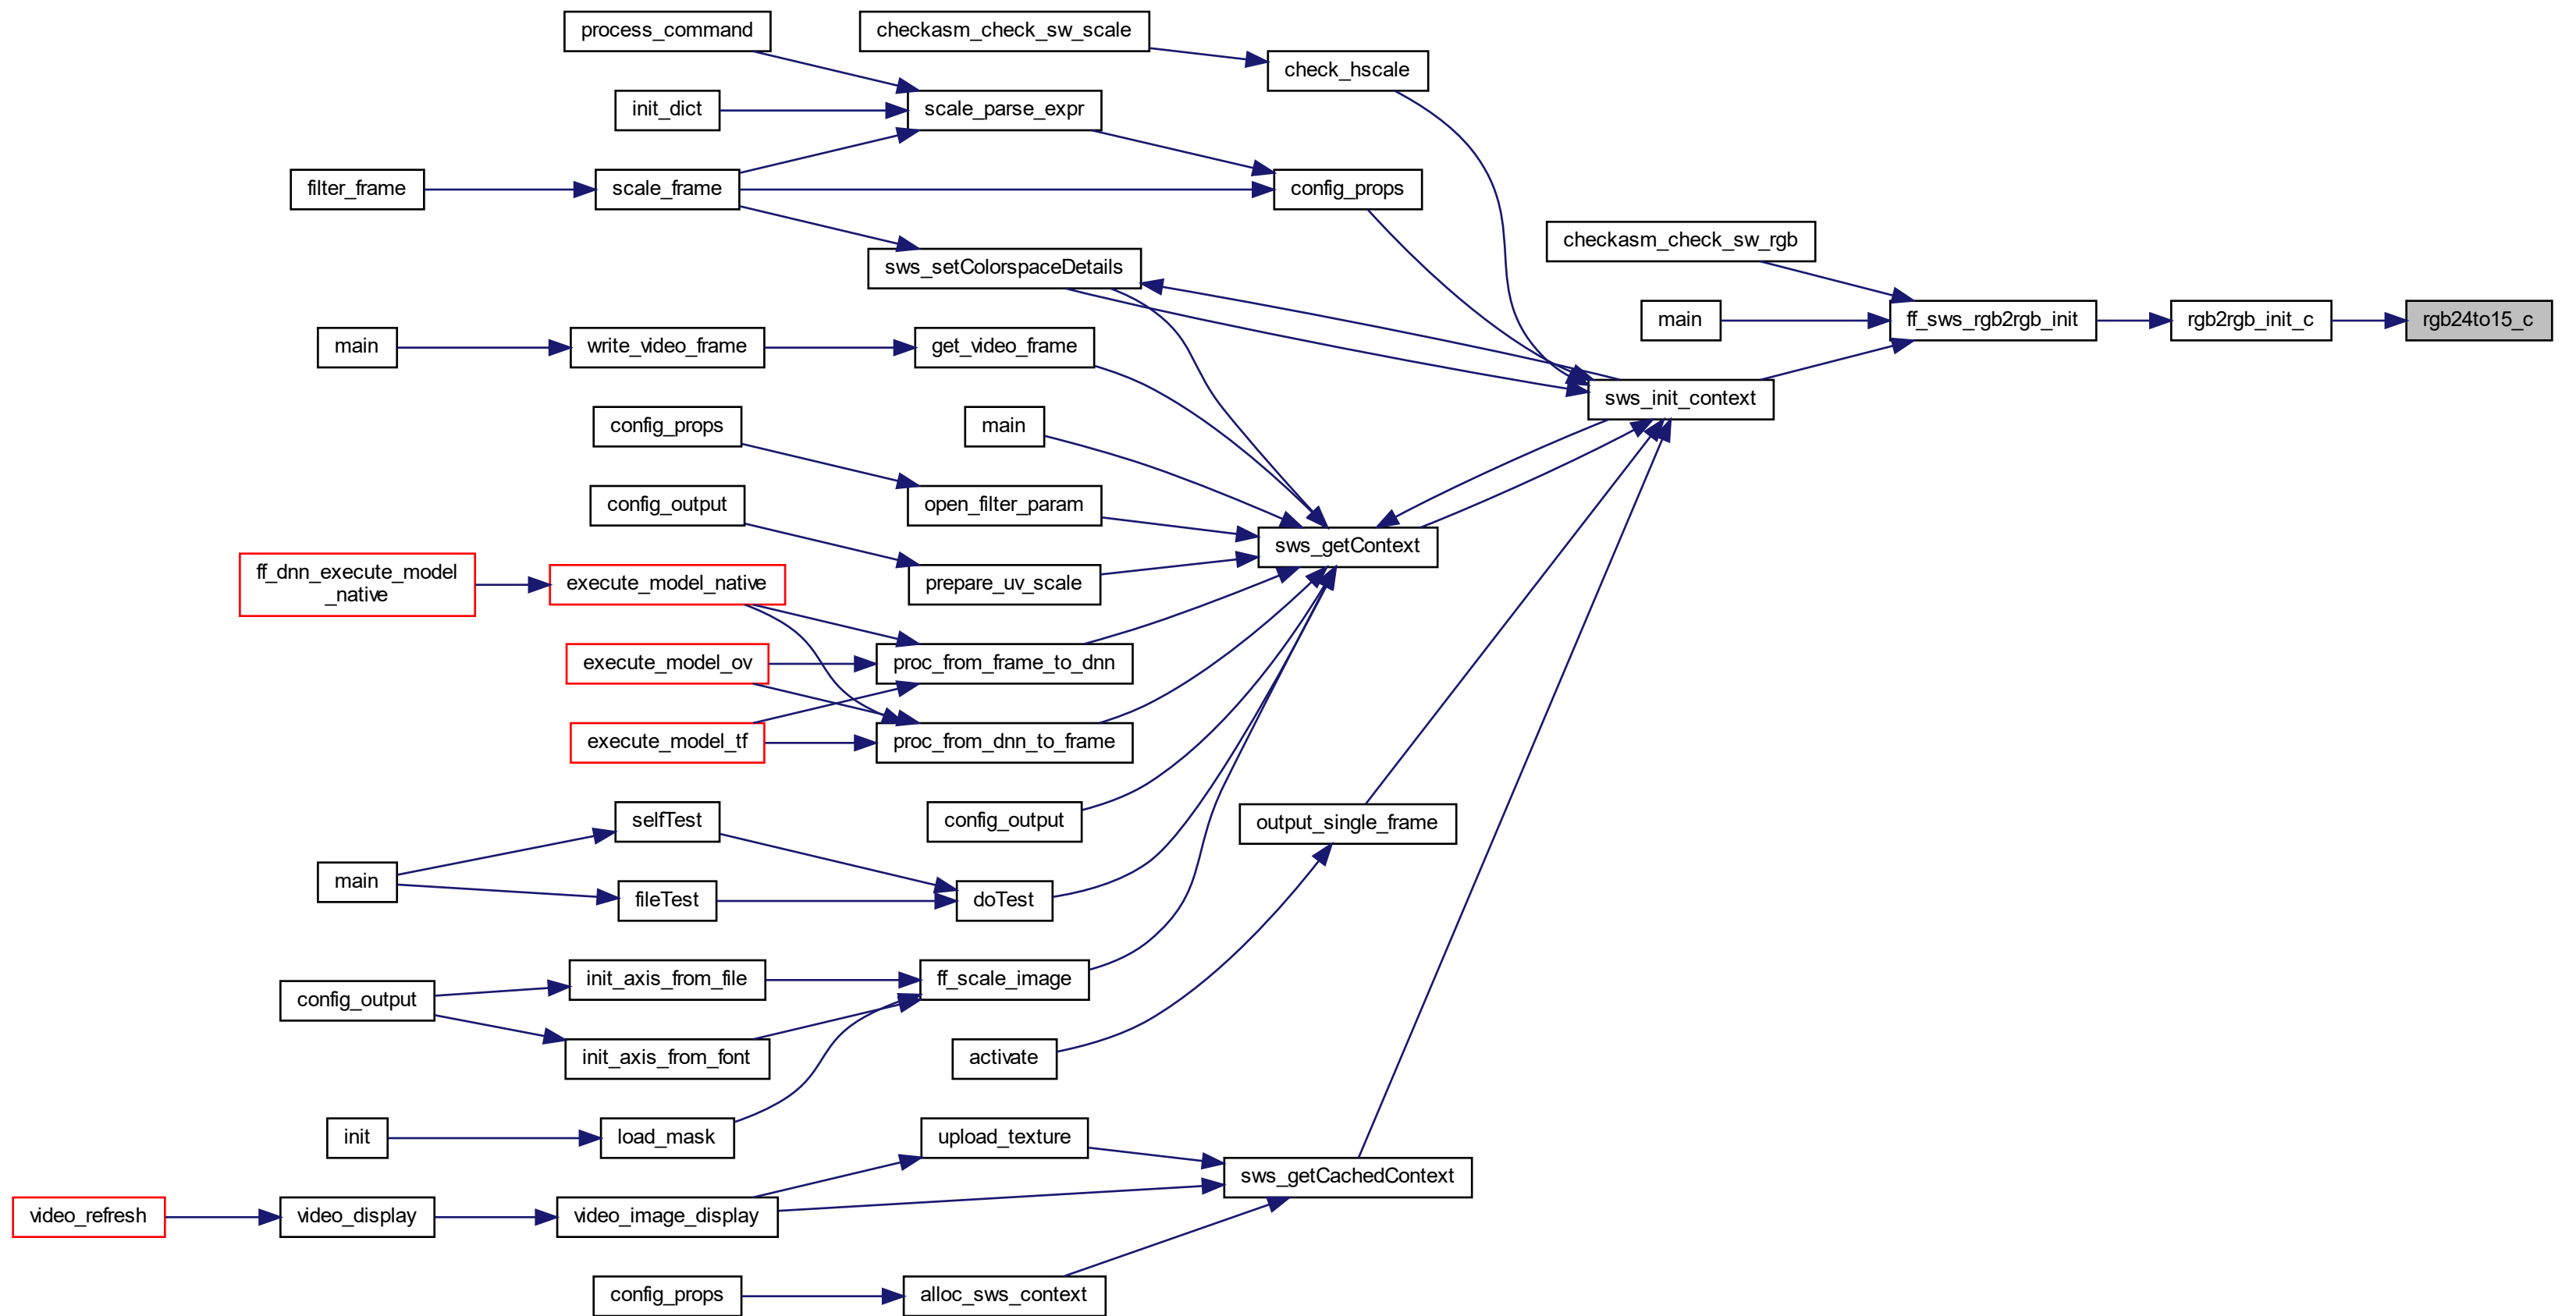 process_command
checkasm_check_sw_scale
check_hscale
init_dict
scale_parse_expr
filter_frame
scale_frame
config_props
checkasm_check_sw_rgb
sws_setColorspaceDetails
main
write_video_frame
get_video_frame
main
ff_sws_rgb2rgb_init
rgb2rgb_init_c
rgb24to15_c
sws_init_context
config_props
main
config_output
open_filter_param
sws_getContext
ff_dnn_execute_model
_native
execute_model_native
prepare_uv_scale
execute_model_ov
proc_from_frame_to_dnn
execute_model_tf
proc_from_dnn_to_frame
selfTest
config_output
output_single_frame
main
fileTest
doTest
config_output
init_axis_from_file
ff_scale_image
init_axis_from_font
activate
init
load_mask
upload_texture
sws_getCachedContext
video_refresh
video_display
video_image_display
config_props
alloc_sws_context